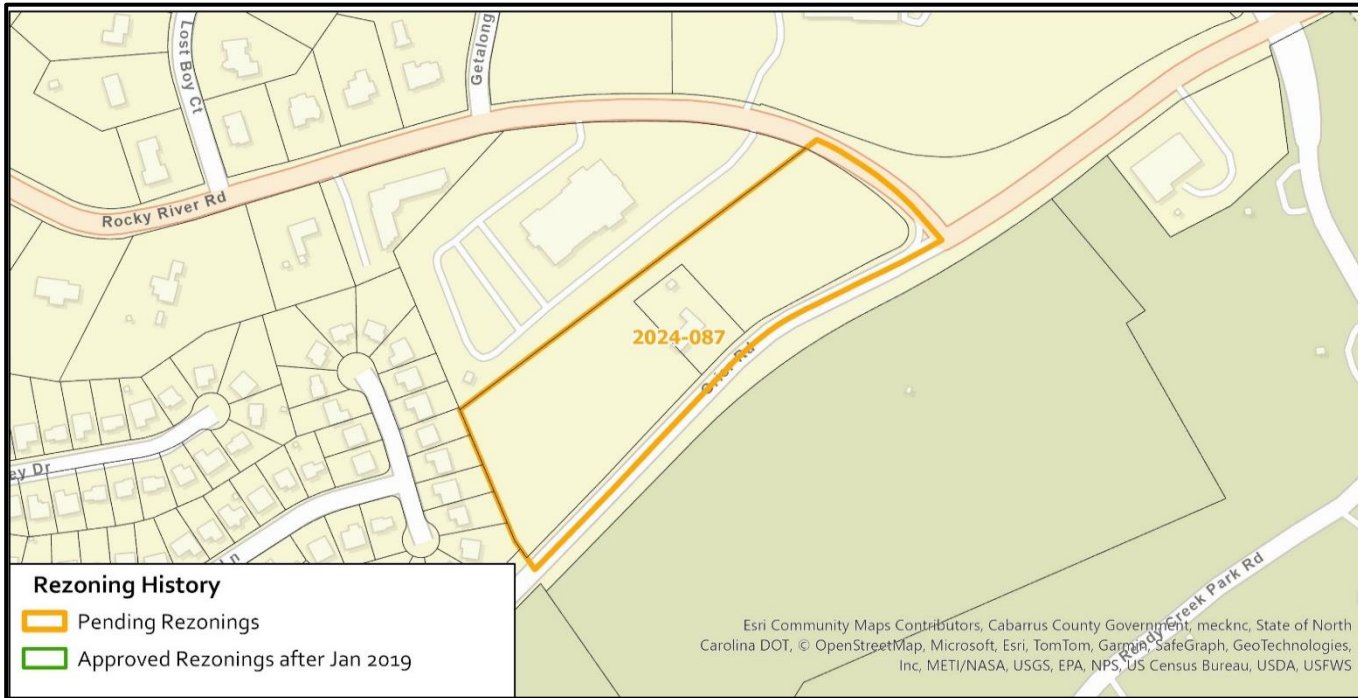 Lost Boy Ct
Getalong
Rocky River Rd
2024-087
Grier Rd
ey Dr
Ln
Reedy Creek Park Rd
Rezoning History
Pending Rezonings
Approved Rezonings after Jan 2019
Esri Community Maps Contributors, Cabarrus County Government, mecknc, State of North
Carolina DOT, © OpenStreetMap, Microsoft, Esri, TomTom, Garmin, SafeGraph, GeoTechnologies,
Inc, METI/NASA, USGS, EPA, NPS, US Census Bureau, USDA, USFWS